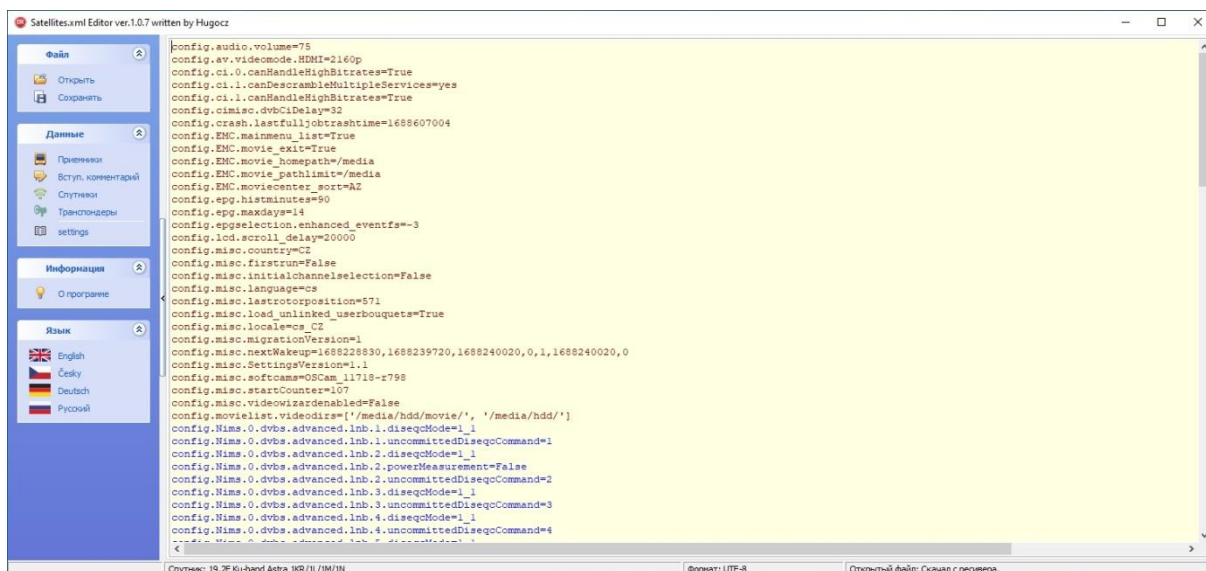 Satellites.xml Editor ver.1.0.7 written by Hugocz
Файл
Открыть
Сохранять
Данные
Приемники
Вступ. комментарий
Спутники
Транспондеры
settings
Информация
О программе
Язык
English
Česky
Deutsch
Русский
config.audio.volume=75
config.av.videomode.HDMI=2160p
config.ci.0.canHandleHighBitrates=True
config.ci.1.canDescrambleMultipleServices=yes
config.ci.1.canHandleHighBitrates=True
config.cimisc.dvbCiDelay=32
config.crash.lastfulljobtrashtime=1688607004
config.EMC.mainmenu_list=True
config.EMC.movie_exit=True
config.EMC.movie_homepath=/media
config.EMC.movie_pathlimit=/media
config.EMC.moviecenter_sort=AZ
config.epg.histminutes=90
config.epg.maxdays=14
config.epgselection.enhanced_eventfs=-3
config.lcd.scroll_delay=20000
config.misc.country=CZ
config.misc.firstrun=False
config.misc.initialchannelselection=False
config.misc.language=cs
config.misc.lastrotorposition=571
config.misc.load_unlinked_userbouquets=True
config.misc.locale=cs_CZ
config.misc.migrationVersion=1
config.misc.nextWakeup=1688228830,1688239720,1688240020,0,1,1688240020,0
config.misc.SettingsVersion=1.1
config.misc.softcams=OSCam_11718-r798
config.misc.startCounter=107
config.misc.videowizardenabled=False
config.movielist.videodirs=['/media/hdd/movie/', '/media/hdd/']
config.Nims.0.dvbs.advanced.lnb.1.diseqcMode=1_1
config.Nims.0.dvbs.advanced.lnb.1.uncommittedDiseqcCommand=1
config.Nims.0.dvbs.advanced.lnb.2.diseqcMode=1_1
config.Nims.0.dvbs.advanced.lnb.2.powerMeasurement=False
config.Nims.0.dvbs.advanced.lnb.2.uncommittedDiseqcCommand=2
config.Nims.0.dvbs.advanced.lnb.3.diseqcMode=1_1
config.Nims.0.dvbs.advanced.lnb.3.uncommittedDiseqcCommand=3
config.Nims.0.dvbs.advanced.lnb.4.diseqcMode=1_1
config.Nims.0.dvbs.advanced.lnb.4.uncommittedDiseqcCommand=4
config.Nims.0.dvbs.advanced.lnb.5.diseqcMode=1_1
Спутник: 19.2E Ku-band Astra 1KR/1L/1M/1N
Формат: UTF-8
Открытый файл: Скачал с ресивера.